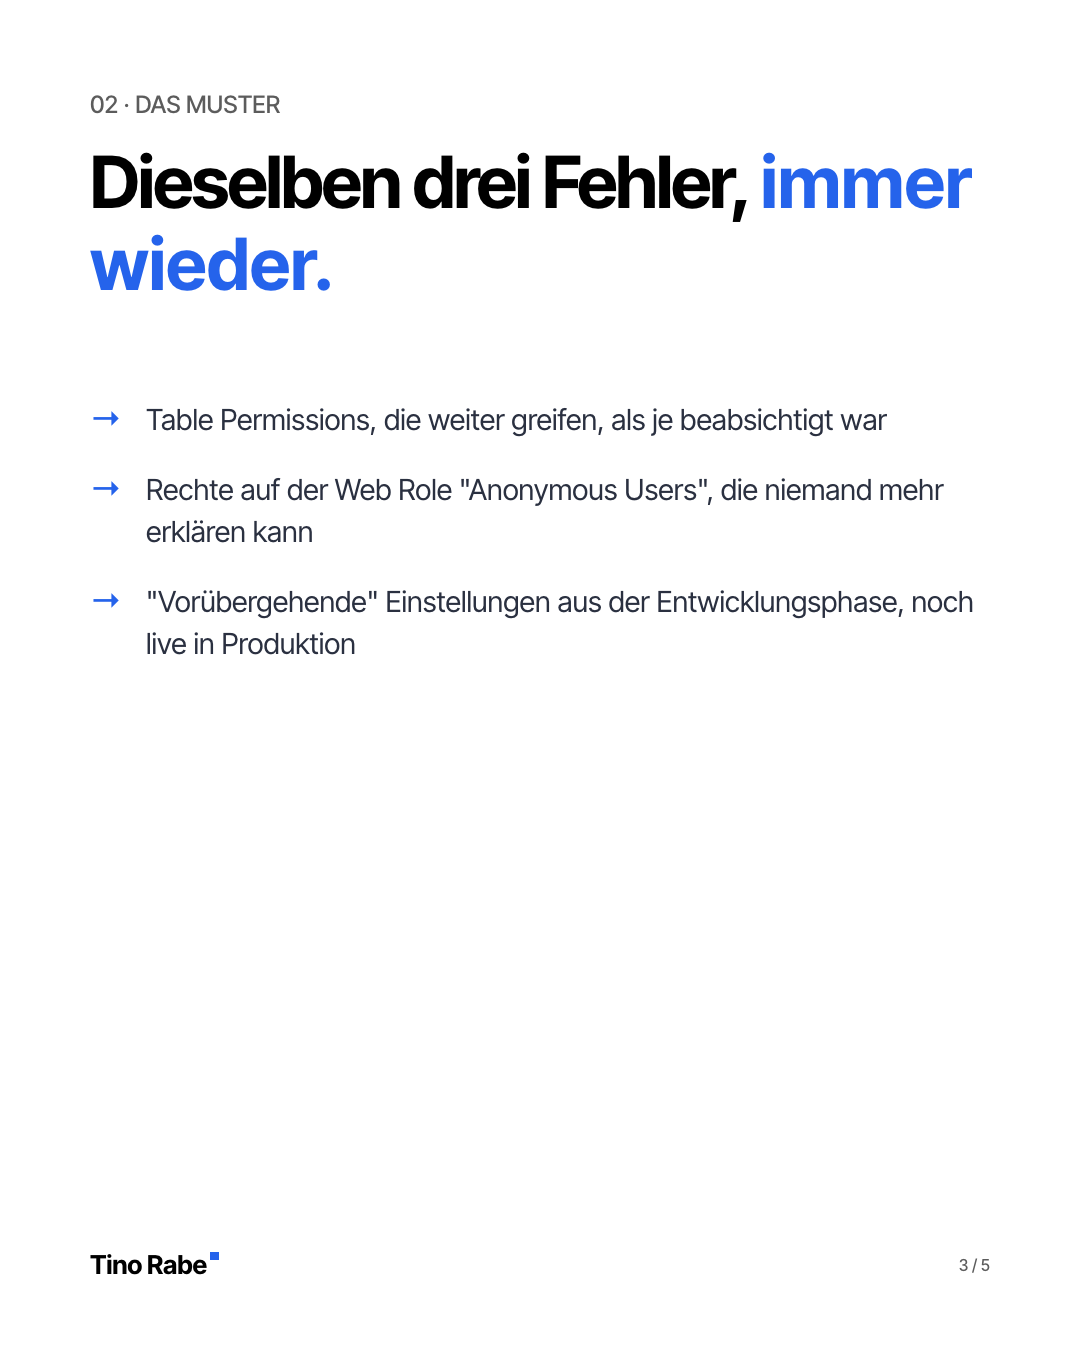 02 · DAS MUSTER
Dieselben drei Fehler, immer
wieder.
→ Table Permissions, die weiter greifen, als je beabsichtigt war
→ Rechte auf der Web Role "Anonymous Users", die niemand mehr
erklären kann
→ "Vorübergehende" Einstellungen aus der Entwicklungsphase, noch
live in Produktion
Tino Rabe
3 / 5